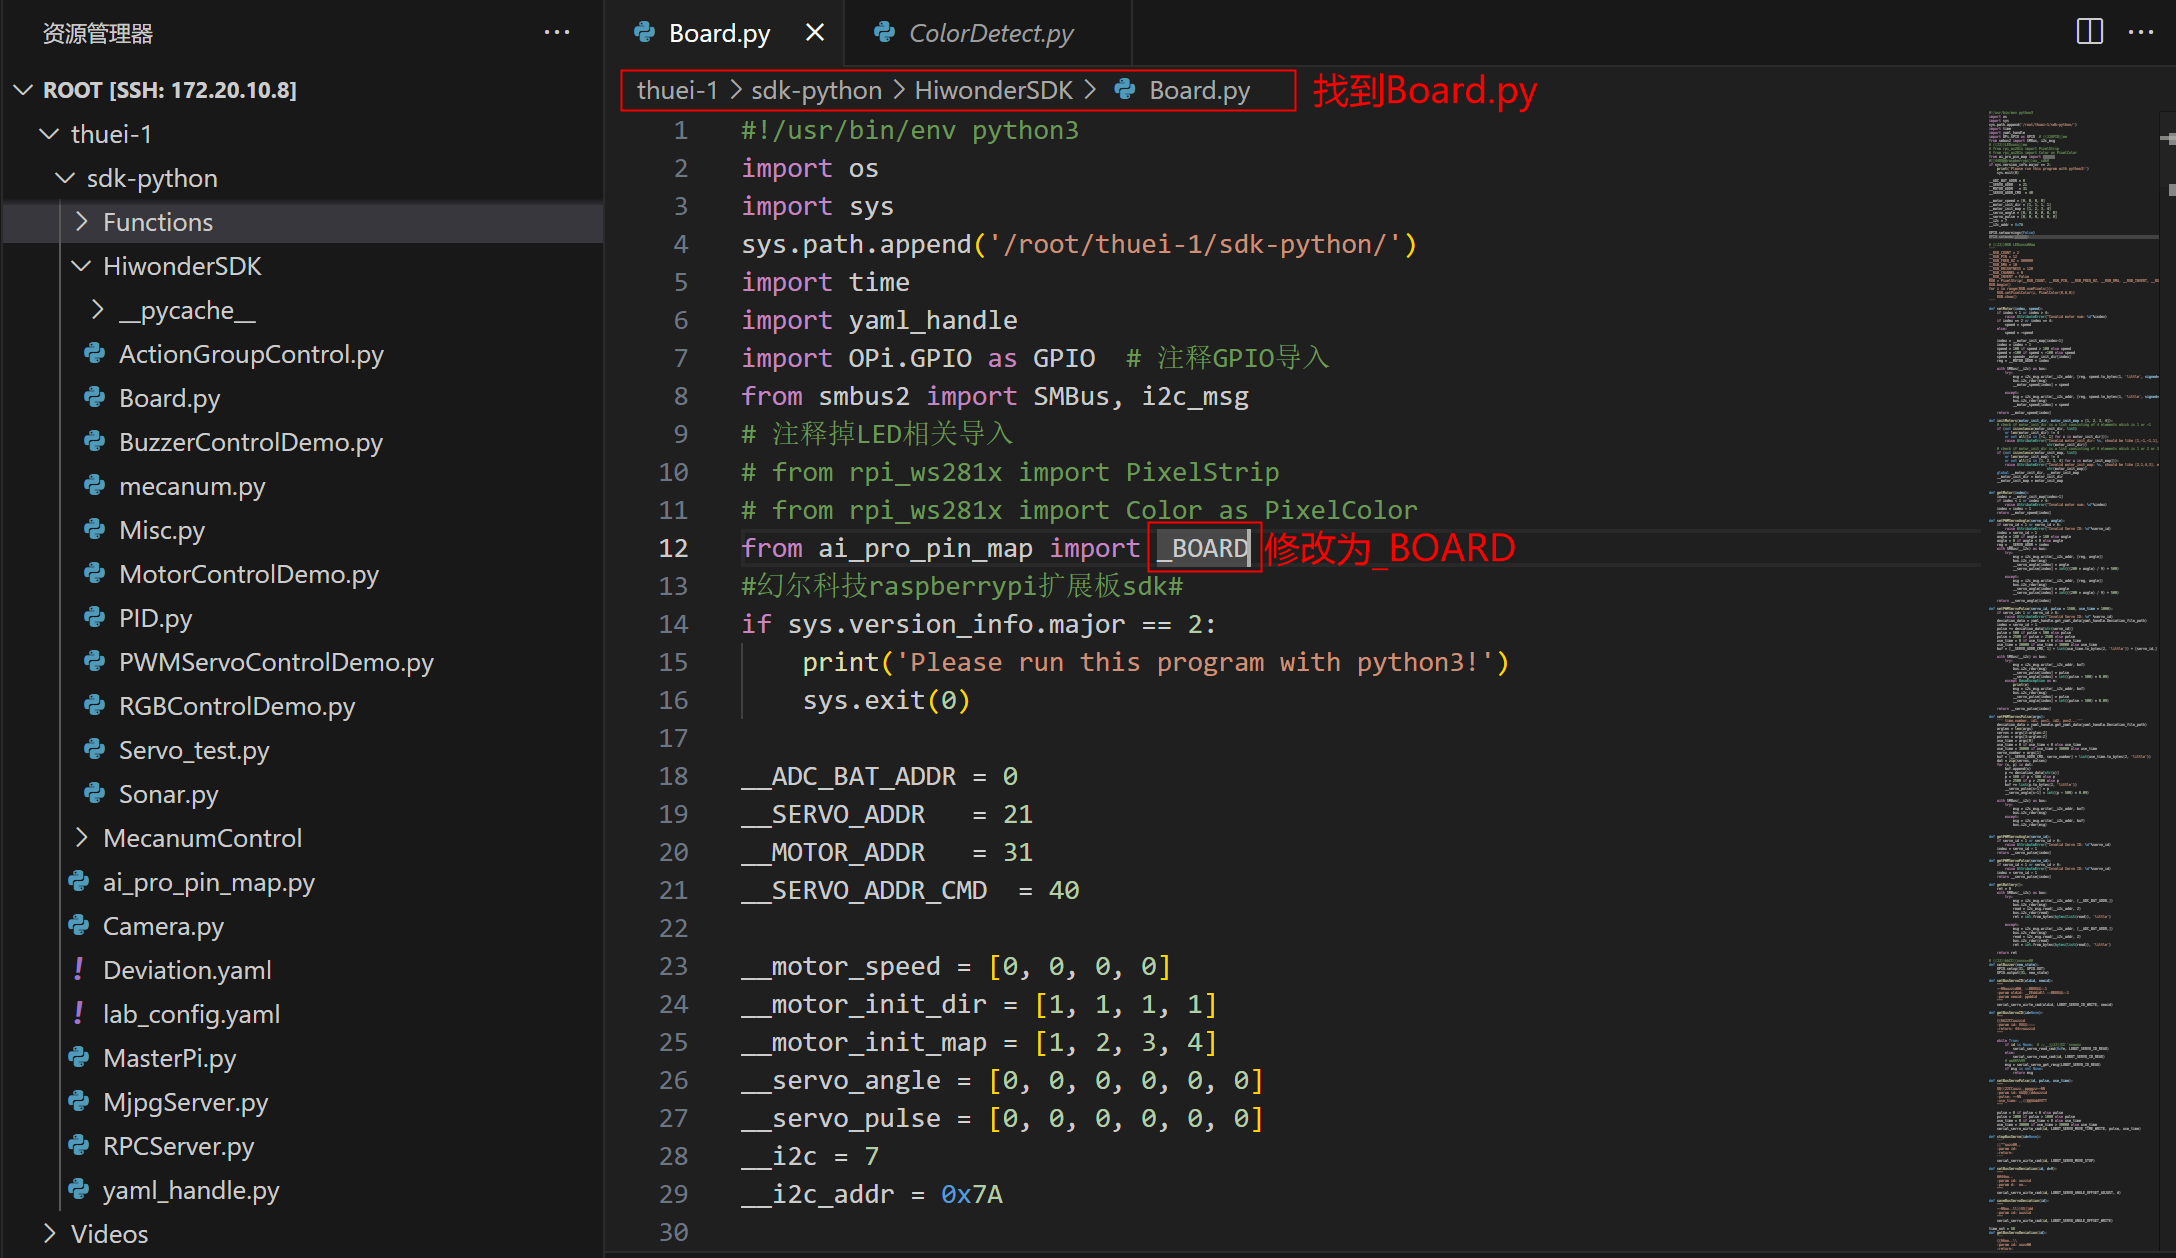 资源管理器
ROOT [SSH: 172.20.10.8]
thuei-1
sdk-python
Functions
HiwonderSDK
__pycache__
ActionGroupControl.py
Board.py
BuzzerControlDemo.py
mecanum.py
Misc.py
MotorControlDemo.py
PID.py
PWMServoControlDemo.py
RGBControlDemo.py
Servo_test.py
Sonar.py
MecanumControl
ai_pro_pin_map.py
Camera.py
! Deviation.yaml
! lab_config.yaml
MasterPi.py
MjpgServer.py
RPCServer.py
yaml_handle.py
Videos
Board.py ColorDetect.py
thuei-1 > sdk-python > HiwonderSDK > Board.py 找到Board.py
1 #!/usr/bin/env python3
2 import os
3 import sys
4 sys.path.append('/root/thuei-1/sdk-python/')
5 import time
6 import yaml_handle
7 import OPi.GPIO as GPIO  # 注释GPIO导入
8 from smbus2 import SMBus, i2c_msg
9 # 注释掉LED相关导入
10 # from rpi_ws281x import PixelStrip
11 # from rpi_ws281x import Color as PixelColor
12 from ai_pro_pin_map import _BOARD 修改为_BOARD
13 #幻尔科技raspberrypi扩展板sdk#
14 if sys.version_info.major == 2:
15     print('Please run this program with python3!')
16     sys.exit(0)
17
18 __ADC_BAT_ADDR = 0
19 __SERVO_ADDR   = 21
20 __MOTOR_ADDR   = 31
21 __SERVO_ADDR_CMD  = 40
22
23 __motor_speed = [0, 0, 0, 0]
24 __motor_init_dir = [1, 1, 1, 1]
25 __motor_init_map = [1, 2, 3, 4]
26 __servo_angle = [0, 0, 0, 0, 0, 0]
27 __servo_pulse = [0, 0, 0, 0, 0, 0]
28 __i2c = 7
29 __i2c_addr = 0x7A
30